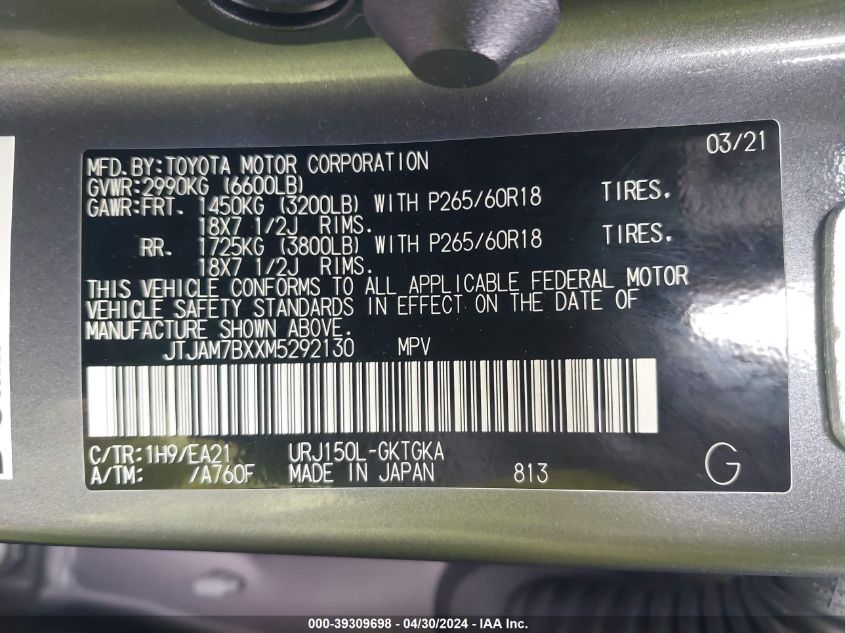 03/21
MFD.BY:TOYOTA MOTOR CORPORATION
GVWR:2990KG (6600LB)
GAWR:FRT. 1450KG (3200LB) WITH P265/60R18 TIRES.
18X7 1/2J RIMS.
RR. 1725KG (3800LB) WITH P265/60R18 TIRES.
18X7 1/2J RIMS.
THIS VEHICLE CONFORMS TO ALL APPLICABLE FEDERAL MOTOR
VEHICLE SAFETY STANDARDS IN EFFECT ON THE DATE OF
MANUFACTURE SHOWN ABOVE.
JTJAM7BXXM5292130 MPV
C/TR:1H9/EA21 URJ150L-GKTGKA
A/TM: /A760F MADE IN JAPAN 813 G
000-39309698 - 04/30/2024 - IAA Inc.